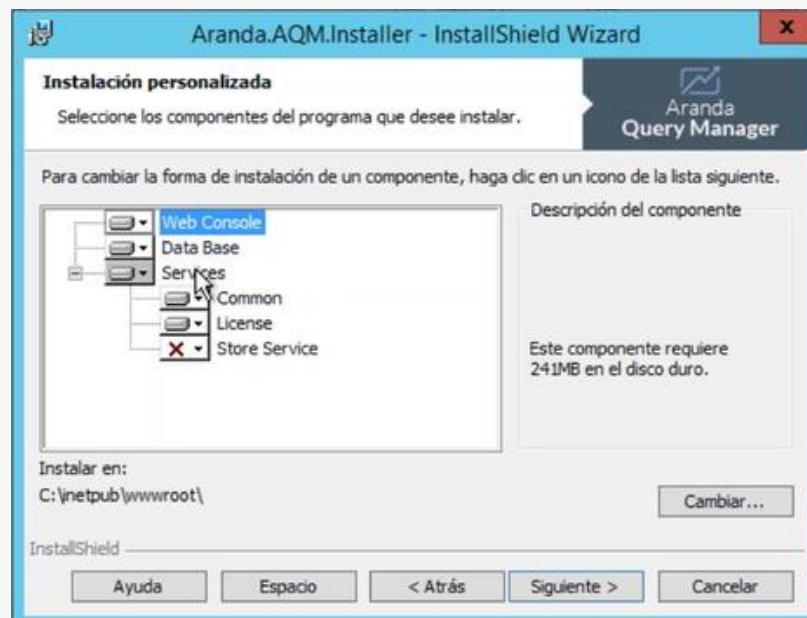 Aranda.AQM.Installer - InstallShield Wizard
x
Instalación personalizada
Seleccione los componentes del programa que desee instalar.
Aranda
Query Manager
Para cambiar la forma de instalación de un componente, haga clic en un icono de la lista siguiente.
Web Console
Data Base
Services
Common
License
Store Service
Descripción del componente
Este componente requiere
241MB en el disco duro.
Instalar en:
C:\inetpub\wwwroot\
Cambiar...
InstallShield
Ayuda
Espacio
< Atrás
Siguiente >
Cancelar